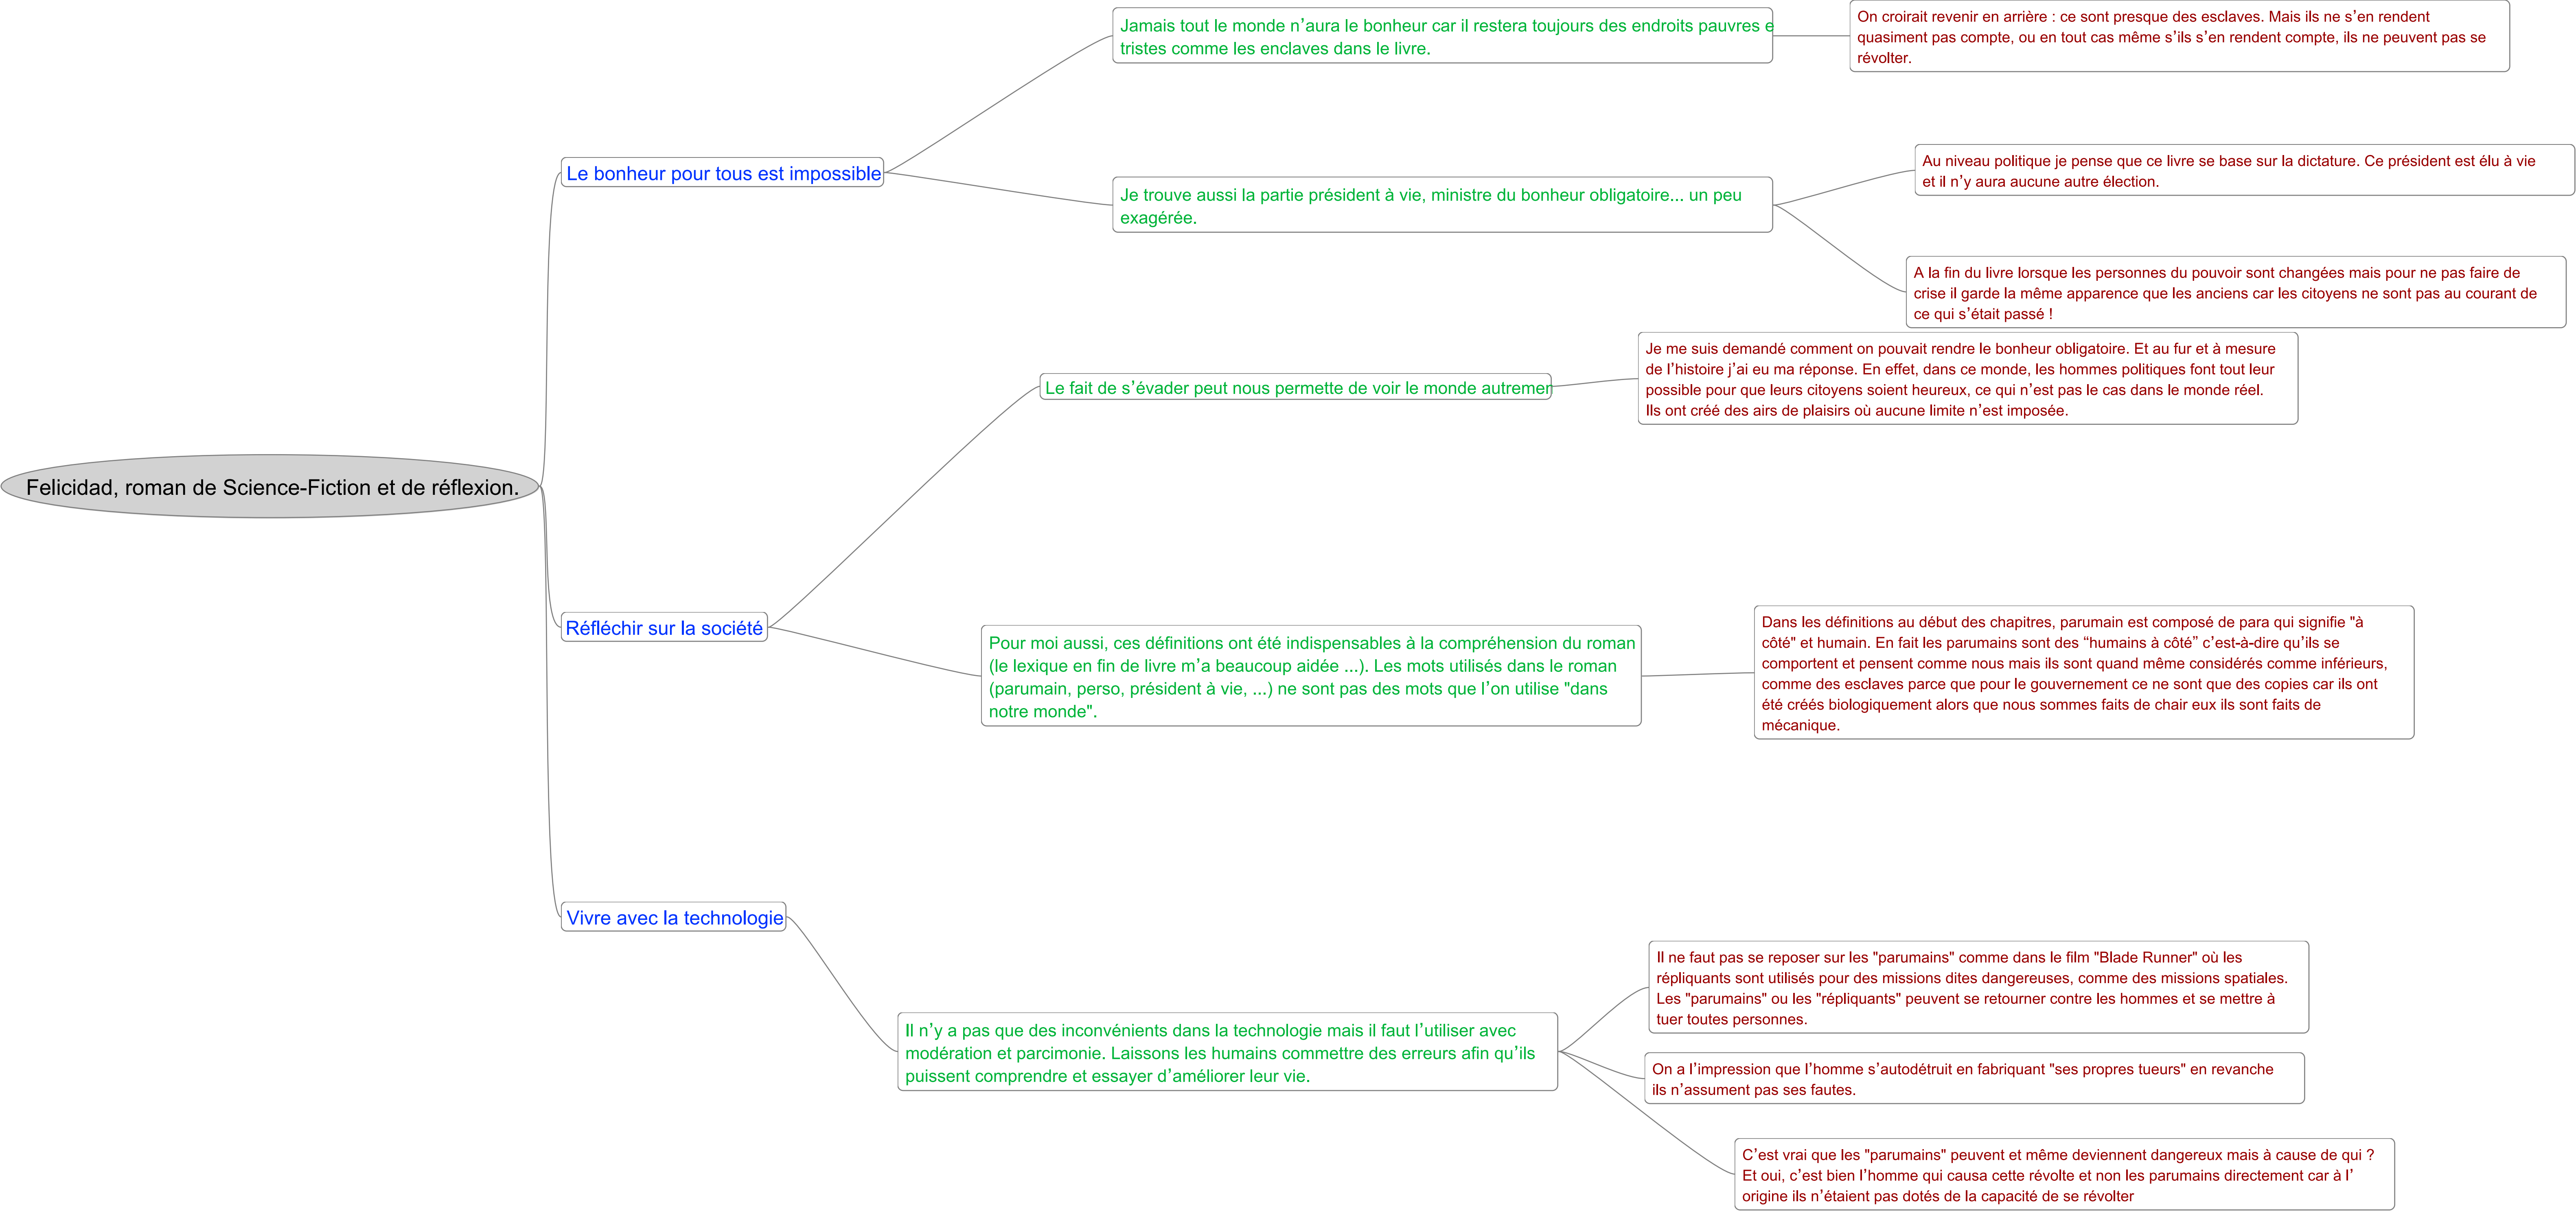 Felicidad, roman de Science-Fiction et de réflexion.
Le bonheur pour tous est impossible
Jamais tout le monde n’aura le bonheur car il restera toujours des endroits pauvres e
tristes comme les enclaves dans le livre.
On croirait revenir en arrière : ce sont presque des esclaves. Mais ils ne s’en rendent
quasiment pas compte, ou en tout cas même s’ils s’en rendent compte, ils ne peuvent pas se
révolter.
Je trouve aussi la partie président à vie, ministre du bonheur obligatoire... un peu
exagérée.
Au niveau politique je pense que ce livre se base sur la dictature. Ce président est élu à vie
et il n’y aura aucune autre élection.
A la fin du livre lorsque les personnes du pouvoir sont changées mais pour ne pas faire de
crise il garde la même apparence que les anciens car les citoyens ne sont pas au courant de
ce qui s’était passé !
Réfléchir sur la société
Le fait de s’évader peut nous permette de voir le monde autremen
Je me suis demandé comment on pouvait rendre le bonheur obligatoire. Et au fur et à mesure
de l’histoire j’ai eu ma réponse. En effet, dans ce monde, les hommes politiques font tout leur
possible pour que leurs citoyens soient heureux, ce qui n’est pas le cas dans le monde réel.
Ils ont créé des airs de plaisirs où aucune limite n’est imposée.
Pour moi aussi, ces définitions ont été indispensables à la compréhension du roman
(le lexique en fin de livre m’a beaucoup aidée ...). Les mots utilisés dans le roman
(parumain, perso, président à vie, ...) ne sont pas des mots que l’on utilise "dans
notre monde".
Dans les définitions au début des chapitres, parumain est composé de para qui signifie "à
côté" et humain. En fait les parumains sont des “humains à côté” c’est-à-dire qu’ils se
comportent et pensent comme nous mais ils sont quand même considérés comme inférieurs,
comme des esclaves parce que pour le gouvernement ce ne sont que des copies car ils ont
été créés biologiquement alors que nous sommes faits de chair eux ils sont faits de
mécanique.
Vivre avec la technologie
Il n’y a pas que des inconvénients dans la technologie mais il faut l’utiliser avec
modération et parcimonie. Laissons les humains commettre des erreurs afin qu’ils
puissent comprendre et essayer d’améliorer leur vie.
Il ne faut pas se reposer sur les "parumains" comme dans le film "Blade Runner" où les
répliquants sont utilisés pour des missions dites dangereuses, comme des missions spatiales.
Les "parumains" ou les "répliquants" peuvent se retourner contre les hommes et se mettre à
tuer toutes personnes.
On a l’impression que l’homme s’autodétruit en fabriquant "ses propres tueurs" en revanche
ils n’assument pas ses fautes.
C’est vrai que les "parumains" peuvent et même deviennent dangereux mais à cause de qui ?
Et oui, c’est bien l’homme qui causa cette révolte et non les parumains directement car à l’
origine ils n’étaient pas dotés de la capacité de se révolter